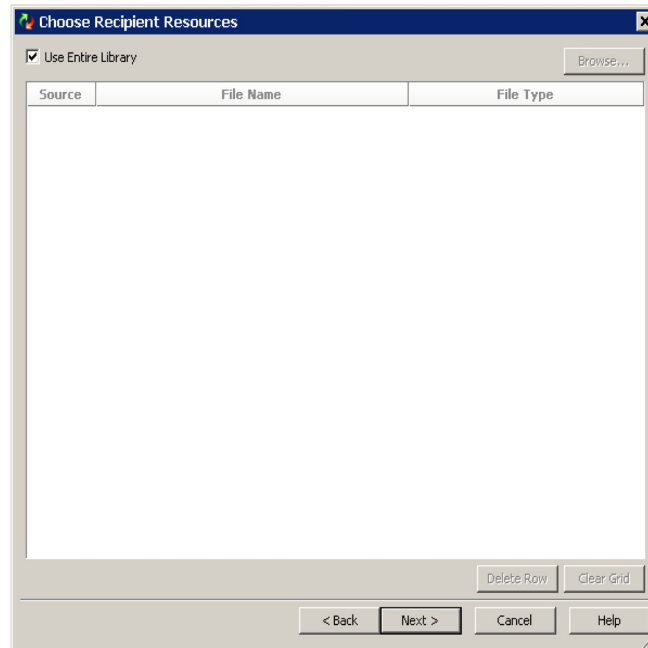 Choose Recipient Resources
Use Entire Library
Browse...
Source File Name File Type
Delete Row Clear Grid
< Back Next > Cancel Help